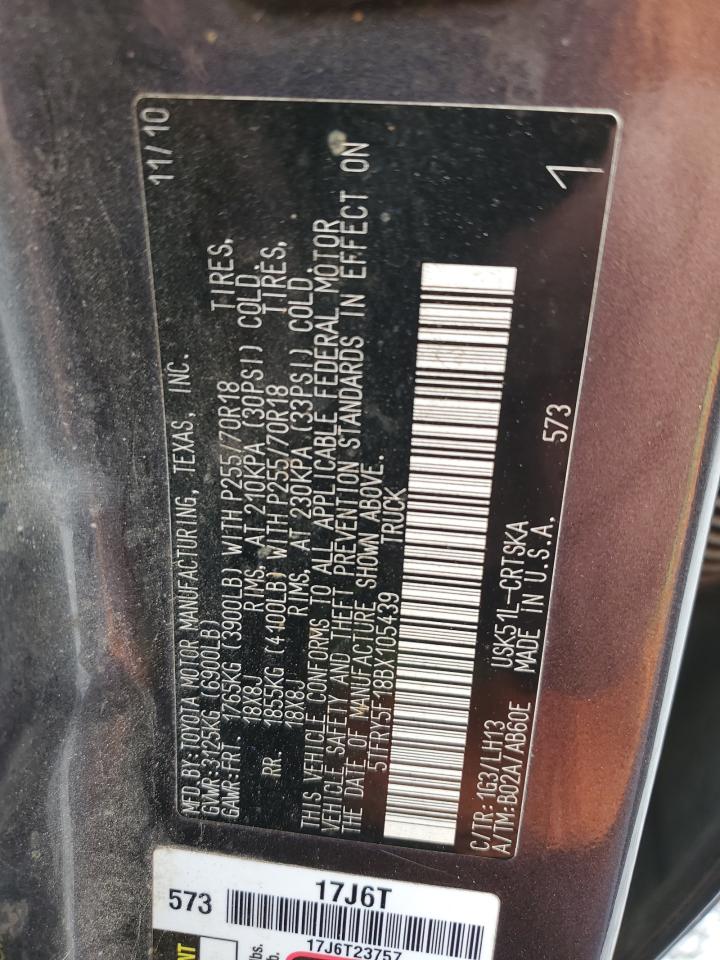 MFD.BY:TOYOTA MOTOR MANUFACTURING, TEXAS, INC. 11/10
GVWR:3125KG (6900LB)
GAWR:FRT. 1765KG (3900LB) WITH P255/70R18 TIRES,
18X8J RIMS, AT 210KPA (30PSI) COLD.
RR. 1855KG (4100LB) WITH P255/70R18 TIRES,
18X8J RIMS, AT 230KPA (33PSI) COLD.
THIS VEHICLE CONFORMS TO ALL APPLICABLE FEDERAL MOTOR
VEHICLE SAFETY AND THEFT PREVENTION STANDARDS IN EFFECT ON
THE DATE OF MANUFACTURE SHOWN ABOVE.
5TFRY5F18BX105439 TRUCK
C/TR:1G3/LH13 USK51L-CRTSKA 573
A/TM:B02A/AB60E MADE IN U.S.A.
1
17J6T
573
17J6T23757
lbs.